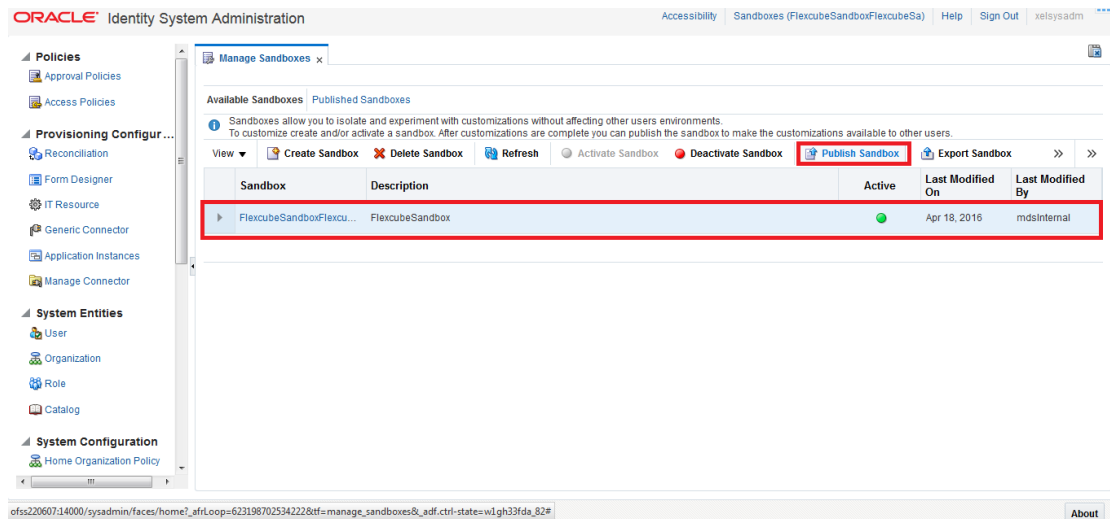 ORACLE® Identity System Administration
Accessibility Sandboxes (FlexcubeSandboxFlexcubeSa) Help Sign Out xelsysadm
Policies
Approval Policies
Access Policies
Provisioning Configur...
Reconciliation
Form Designer
IT Resource
Generic Connector
Application Instances
Manage Connector
System Entities
User
Organization
Role
Catalog
System Configuration
Home Organization Policy
Manage Sandboxes x
Available Sandboxes Published Sandboxes
Sandboxes allow you to isolate and experiment with customizations without affecting other users environments.
To customize create and/or activate a sandbox. After customizations are complete you can publish the sandbox to make the customizations available to other users.
View Create Sandbox Delete Sandbox Refresh Activate Sandbox Deactivate Sandbox Publish Sandbox Export Sandbox » »
Sandbox Description Active Last Modified On Last Modified By
FlexcubeSandboxFlexcu... FlexcubeSandbox Apr 18, 2016 mdsInternal
ofss220607:14000/sysadmin/faces/home?_afrLoop=623198702534222&tf=manage_sandboxes&_adf.ctrl-state=w1gh33fda_82#
About